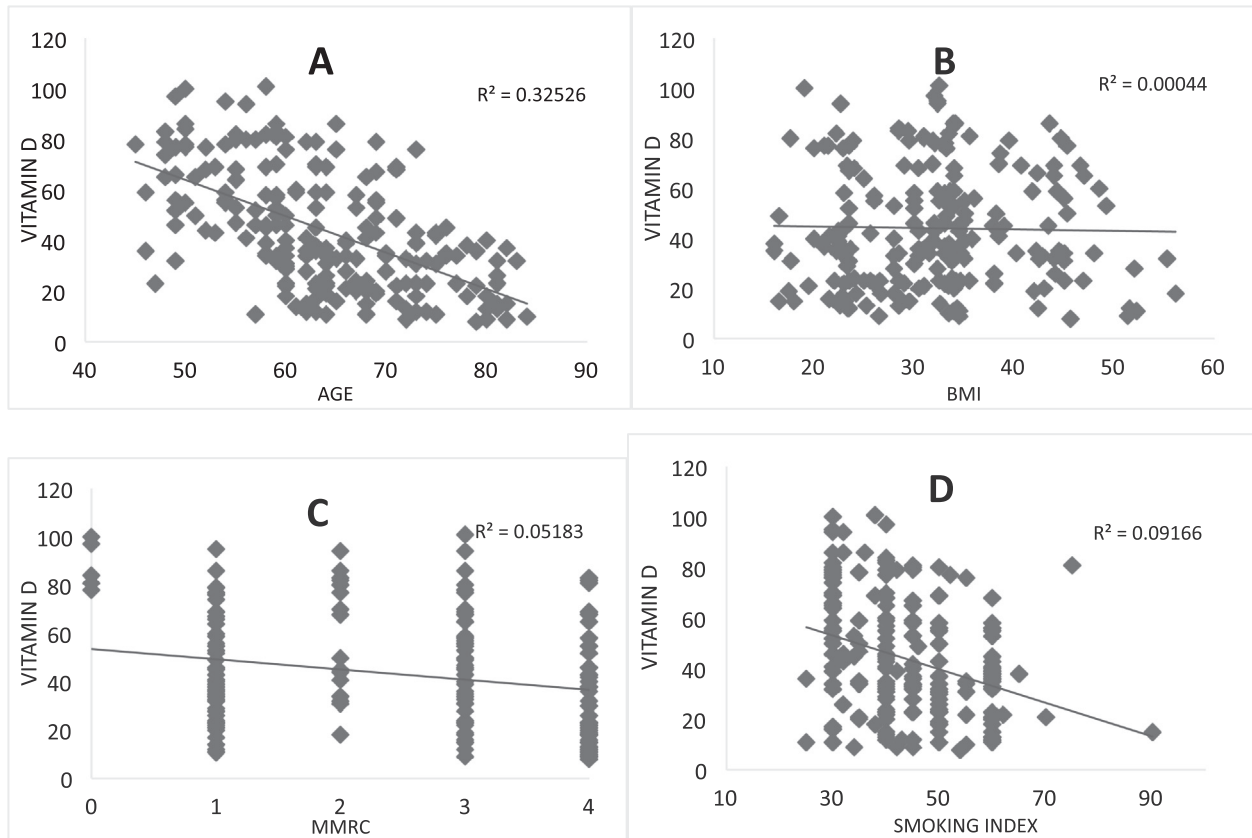 A
R² = 0.32526
VITAMIN D
120
100
80
60
40
20
0
40 50 60 70 80 90
AGE
B
R² = 0.00044
VITAMIN D
120
100
80
60
40
20
0
10 20 30 40 50 60
BMI
C
R² = 0.05183
VITAMIN D
120
100
80
60
40
20
0
0 1 2 3 4
MMRC
D
R² = 0.09166
VITAMIN D
120
100
80
60
40
20
0
10 30 50 70 90
SMOKING INDEX